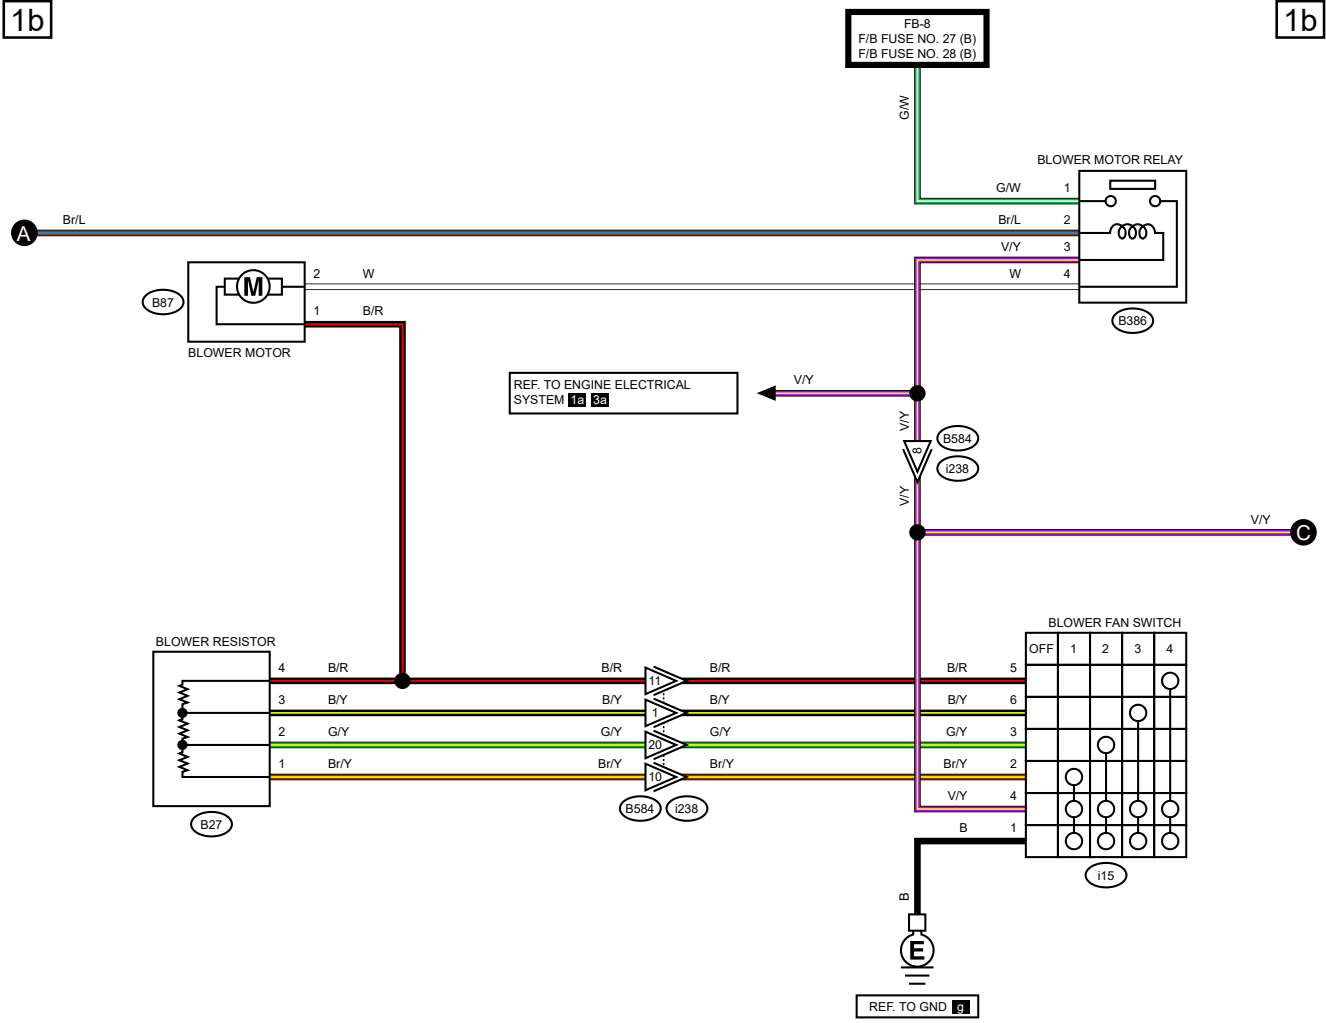 1b
1b
FB-8
F/B FUSE NO. 27 (B)
F/B FUSE NO. 28 (B)
G/W
BLOWER MOTOR RELAY
G/W 1
A Br/L Br/L 2
V/Y 3
W 4
B386
B87
M
2 W
1 B/R
BLOWER MOTOR
REF. TO ENGINE ELECTRICAL
SYSTEM 1a 3a
V/Y
V/Y
8
B584
i238
V/Y
V/Y
C
BLOWER RESISTOR
BLOWER FAN SWITCH
OFF 1 2 3 4
4 B/R B/R 11 B/R B/R 5
3 B/Y B/Y 1 B/Y B/Y 6
2 G/Y G/Y 20 G/Y G/Y 3
1 Br/Y Br/Y 10 Br/Y Br/Y 2
V/Y 4
B 1
B27
B584
i238
i15
B
E
REF. TO GND g